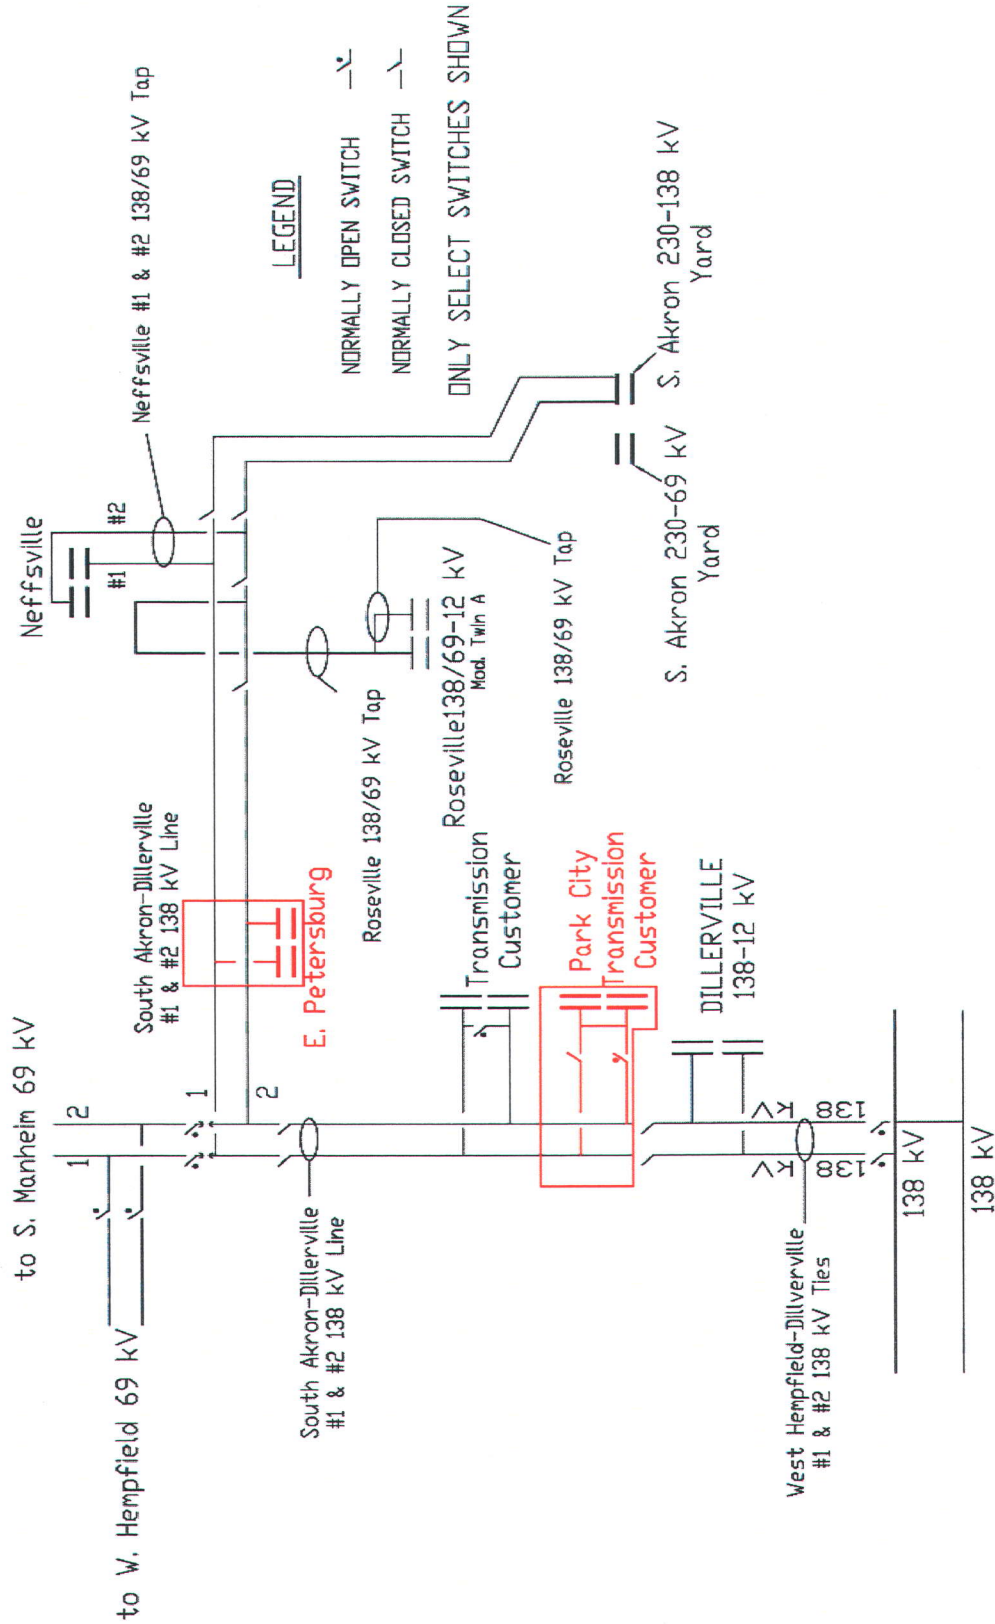 to S. Manheim 69 kV
to W. Hempfield 69 kV
1
2
1
2
South Akron-Dillerville
#1 & #2 138 kV Line
E. Petersburg
Neffsville
#1
#2
Neffsville #1 & #2 138/69 kV Tap
Roseville 138/69 kV Tap
Roseville138/69-12 kV
Mod. Twin A
Roseville 138/69 kV Tap
LEGEND
NORMALLY OPEN SWITCH
NORMALLY CLOSED SWITCH
ONLY SELECT SWITCHES SHOWN
S. Akron 230-69 kV
Yard
S. Akron 230-138 kV
Yard
South Akron-Dillerville
#1 & #2 138 kV Line
Transmission
Customer
Park City
Transmission
Customer
DILLERVILLE
138-12 kV
West Hempfield-Dillverville
#1 & #2 138 kV Ties
138 kV
138 kV
138 kV
138 kV